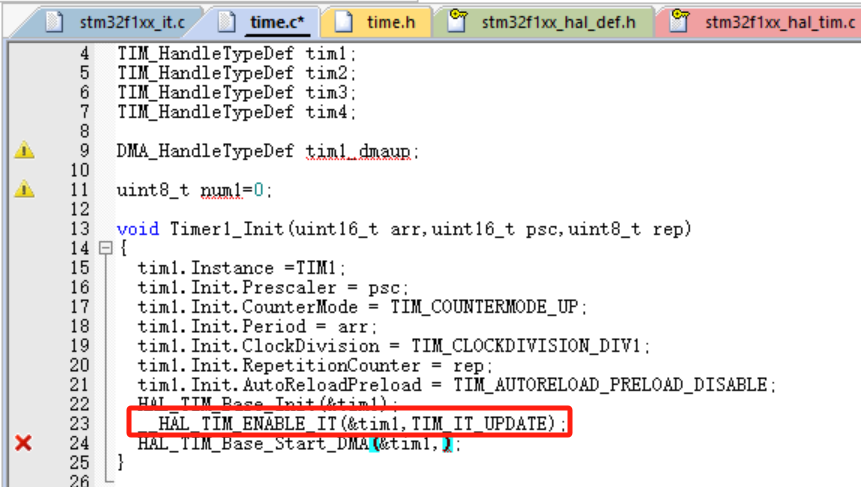 stm32f1xx_it.c time.c* time.h stm32f1xx_hal_def.h stm32f1xx_hal_tim.c
4 TIM_HandleTypeDef tim1;
5 TIM_HandleTypeDef tim2;
6 TIM_HandleTypeDef tim3;
7 TIM_HandleTypeDef tim4;
8
9 DMA_HandleTypeDef tim1_dmaup;
10
11 uint8_t num1=0;
12
13 void Timer1_Init(uint16_t arr,uint16_t psc,uint8_t rep)
14 {
15 tim1.Instance =TIM1;
16 tim1.Init.Prescaler = psc;
17 tim1.Init.CounterMode = TIM_COUNTERMODE_UP;
18 tim1.Init.Period = arr;
19 tim1.Init.ClockDivision = TIM_CLOCKDIVISION_DIV1;
20 tim1.Init.RepetitionCounter = rep;
21 tim1.Init.AutoReloadPreload = TIM_AUTORELOAD_PRELOAD_DISABLE;
22 HAL_TIM_Base_Init(&tim1);
23 __HAL_TIM_ENABLE_IT(&tim1,TIM_IT_UPDATE);
24 HAL_TIM_Base_Start_DMA(&tim1,);
25 }
26